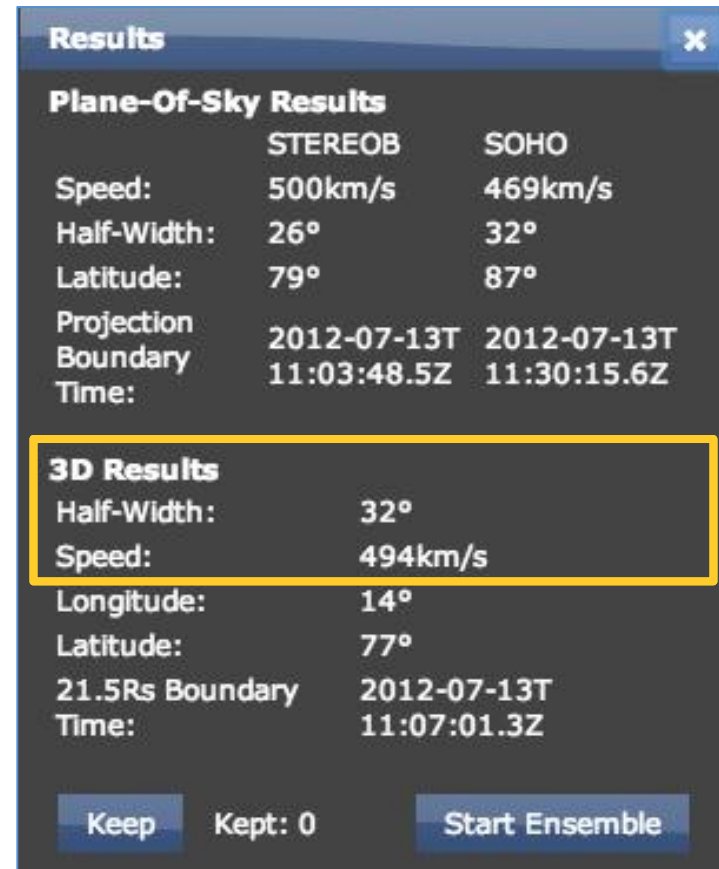 Results
Plane-Of-Sky Results
STEREOB SOHO
Speed: 500km/s 469km/s
Half-Width: 26° 32°
Latitude: 79° 87°
Projection Boundary Time: 2012-07-13T 11:03:48.5Z 2012-07-13T 11:30:15.6Z
3D Results
Half-Width: 32°
Speed: 494km/s
Longitude: 14°
Latitude: 77°
21.5Rs Boundary Time: 2012-07-13T 11:07:01.3Z
Keep Kept: 0 Start Ensemble